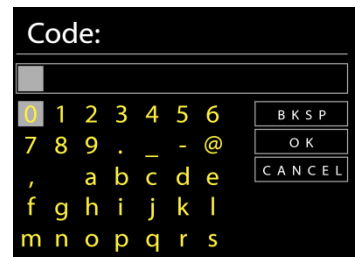 Code:
0 1 2 3 4 5 6
BKSP
7 8 9 . _ - @
OK
, a b c d e
CANCEL
f g h i j k l
m n o p q r s